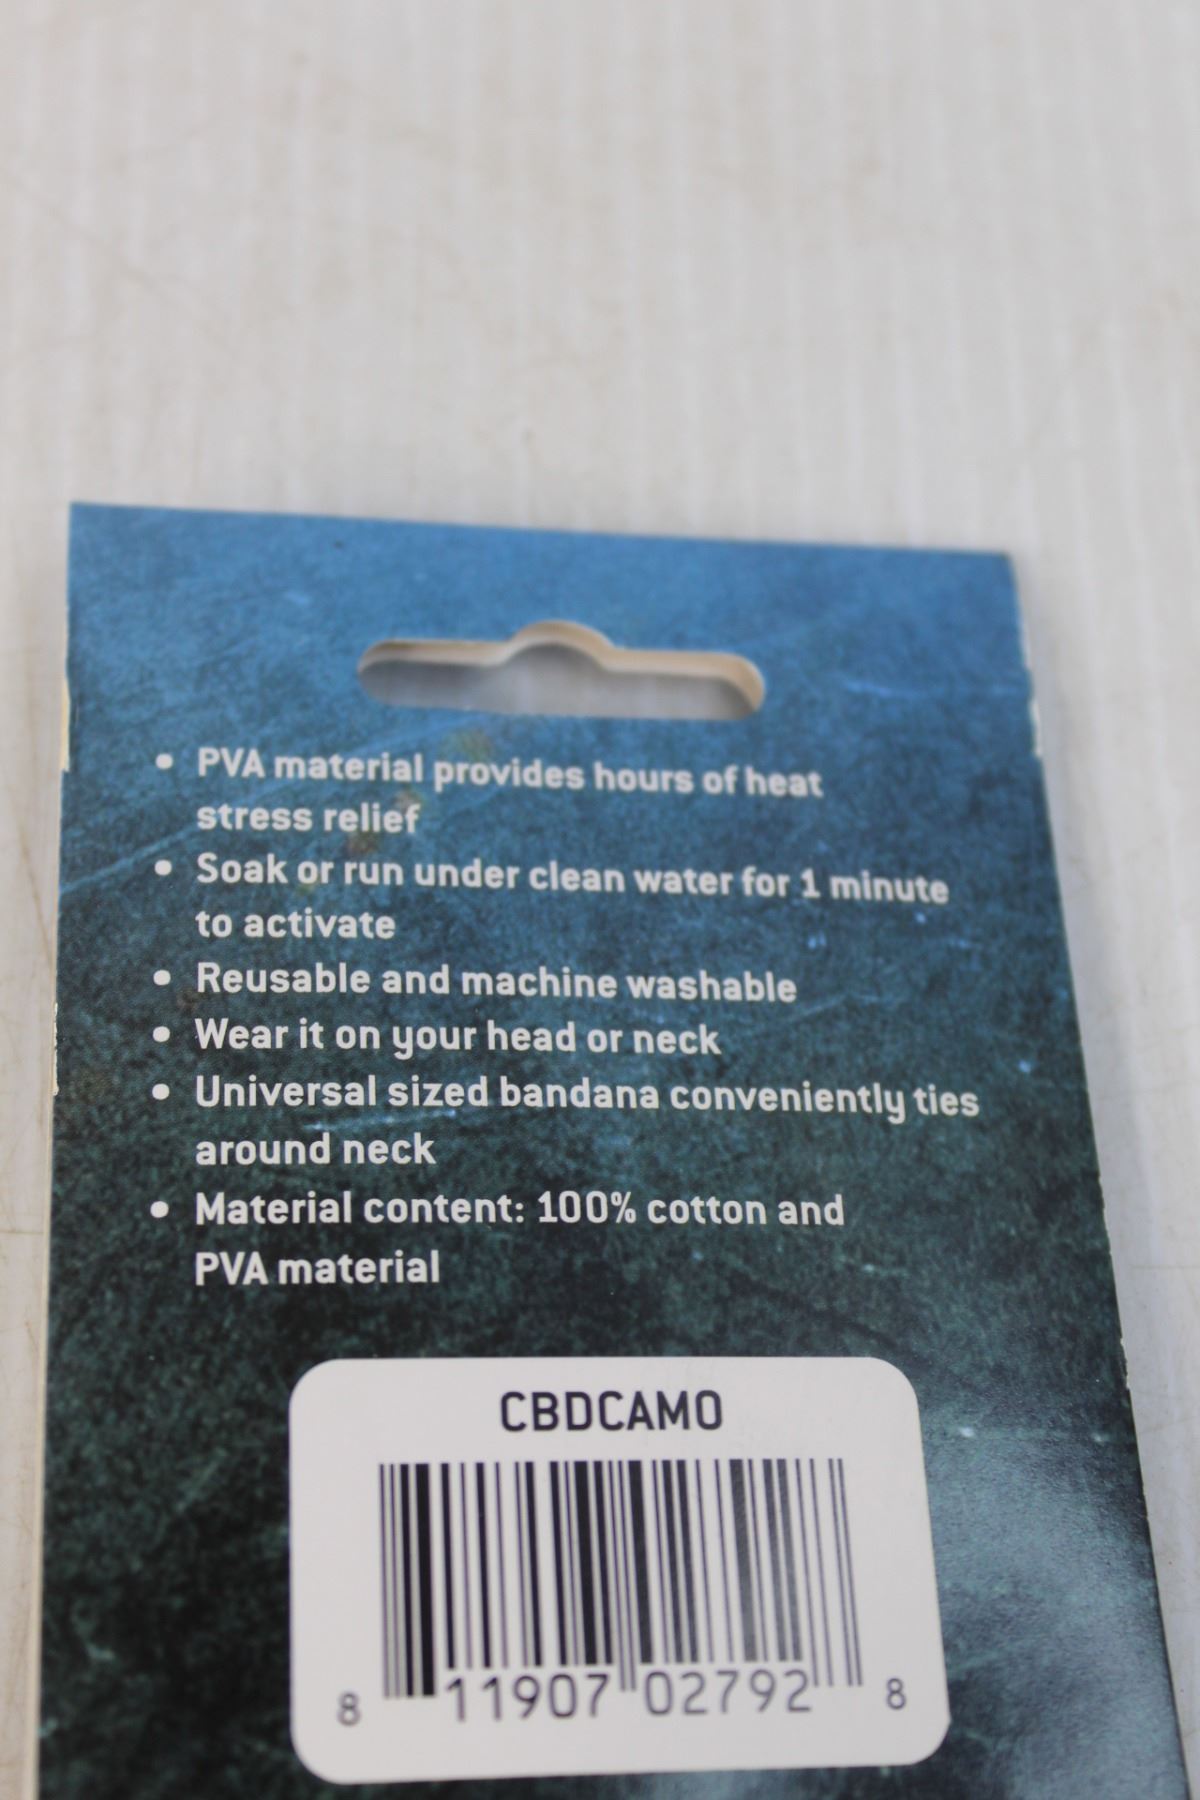 • PVA material provides hours of heat
stress relief
• Soak or run under clean water for 1 minute
to activate
• Reusable and machine washable
• Wear it on your head or neck
• Universal sized bandana conveniently ties
around neck
• Material content: 100% cotton and
PVA material
CBDCAMO
8 11907 02792 8